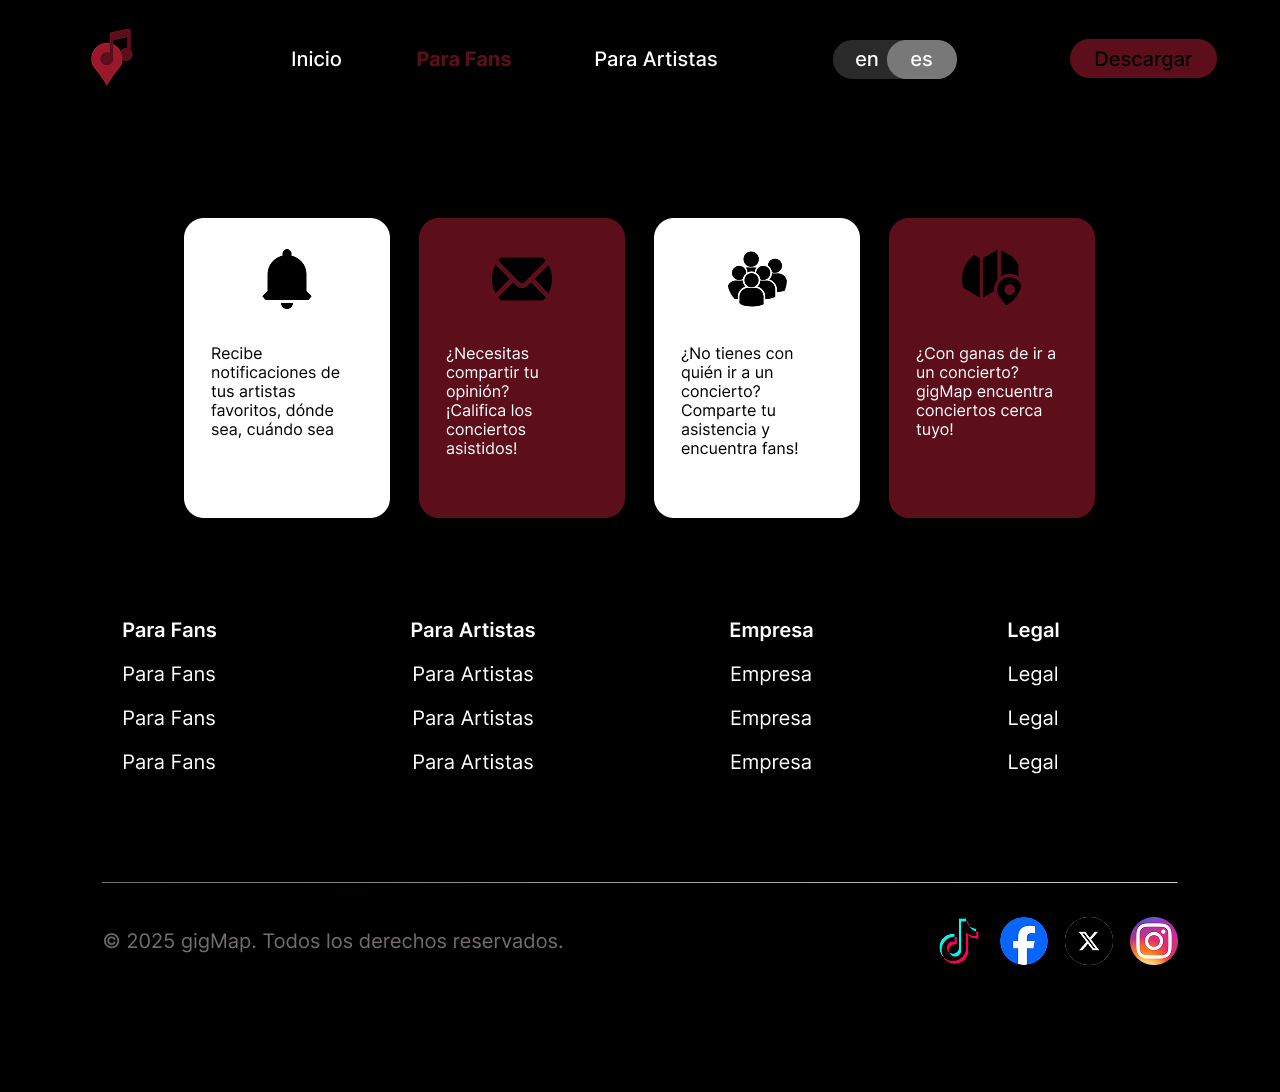 Inicio
Para Fans
Para Artistas
en
es
Descargar
Recibe
notificaciones de
tus artistas
favoritos, dónde
sea, cuándo sea
¿Necesitas
compartir tu
opinión?
¡Califica los
conciertos
asistidos!
¿No tienes con
quién ir a un
concierto?
Comparte tu
asistencia y
encuentra fans!
¿Con ganas de ir a
un concierto?
gigMap encuentra
conciertos cerca
tuyo!
Para Fans
Para Fans
Para Fans
Para Fans
Para Artistas
Para Artistas
Para Artistas
Para Artistas
Empresa
Empresa
Empresa
Empresa
Legal
Legal
Legal
Legal
© 2025 gigMap. Todos los derechos reservados.